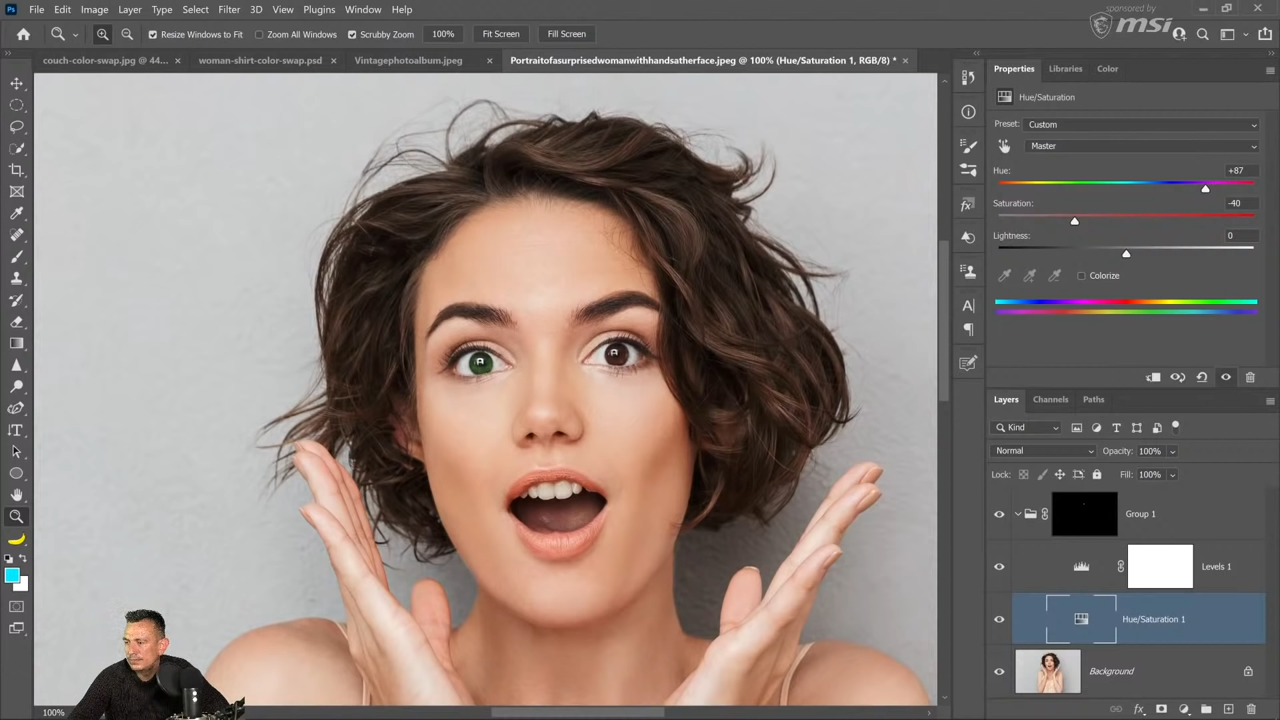 Ps File Edit Image Layer Type Select Filter 3D View Plugins Window Help
sponsored by
msi
Resize Windows to Fit Zoom All Windows Scrubby Zoom 100% Fit Screen Fill Screen
couch-color-swap.jpg @ 44... × woman-shirt-color-swap.psd × Vintagephotoalbum.jpeg × Portraitofasurprisedwomanwithhandsatherface.jpeg @ 100% (Hue/Saturation 1, RGB/8) * ×
Properties Libraries Color
Hue/Saturation
Preset: Custom
Master
Hue: +87
Saturation: -40
Lightness: 0
Colorize
Layers Channels Paths
Kind
Normal Opacity: 100%
Lock: Fill: 100%
Group 1
Levels 1
Hue/Saturation 1
Background
100%